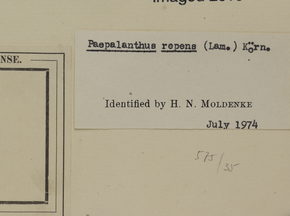 Paepalanthus repens (Lam.) Körn.
NSE.
Identified by H. N. MOLDENKE
July 1974
575/35